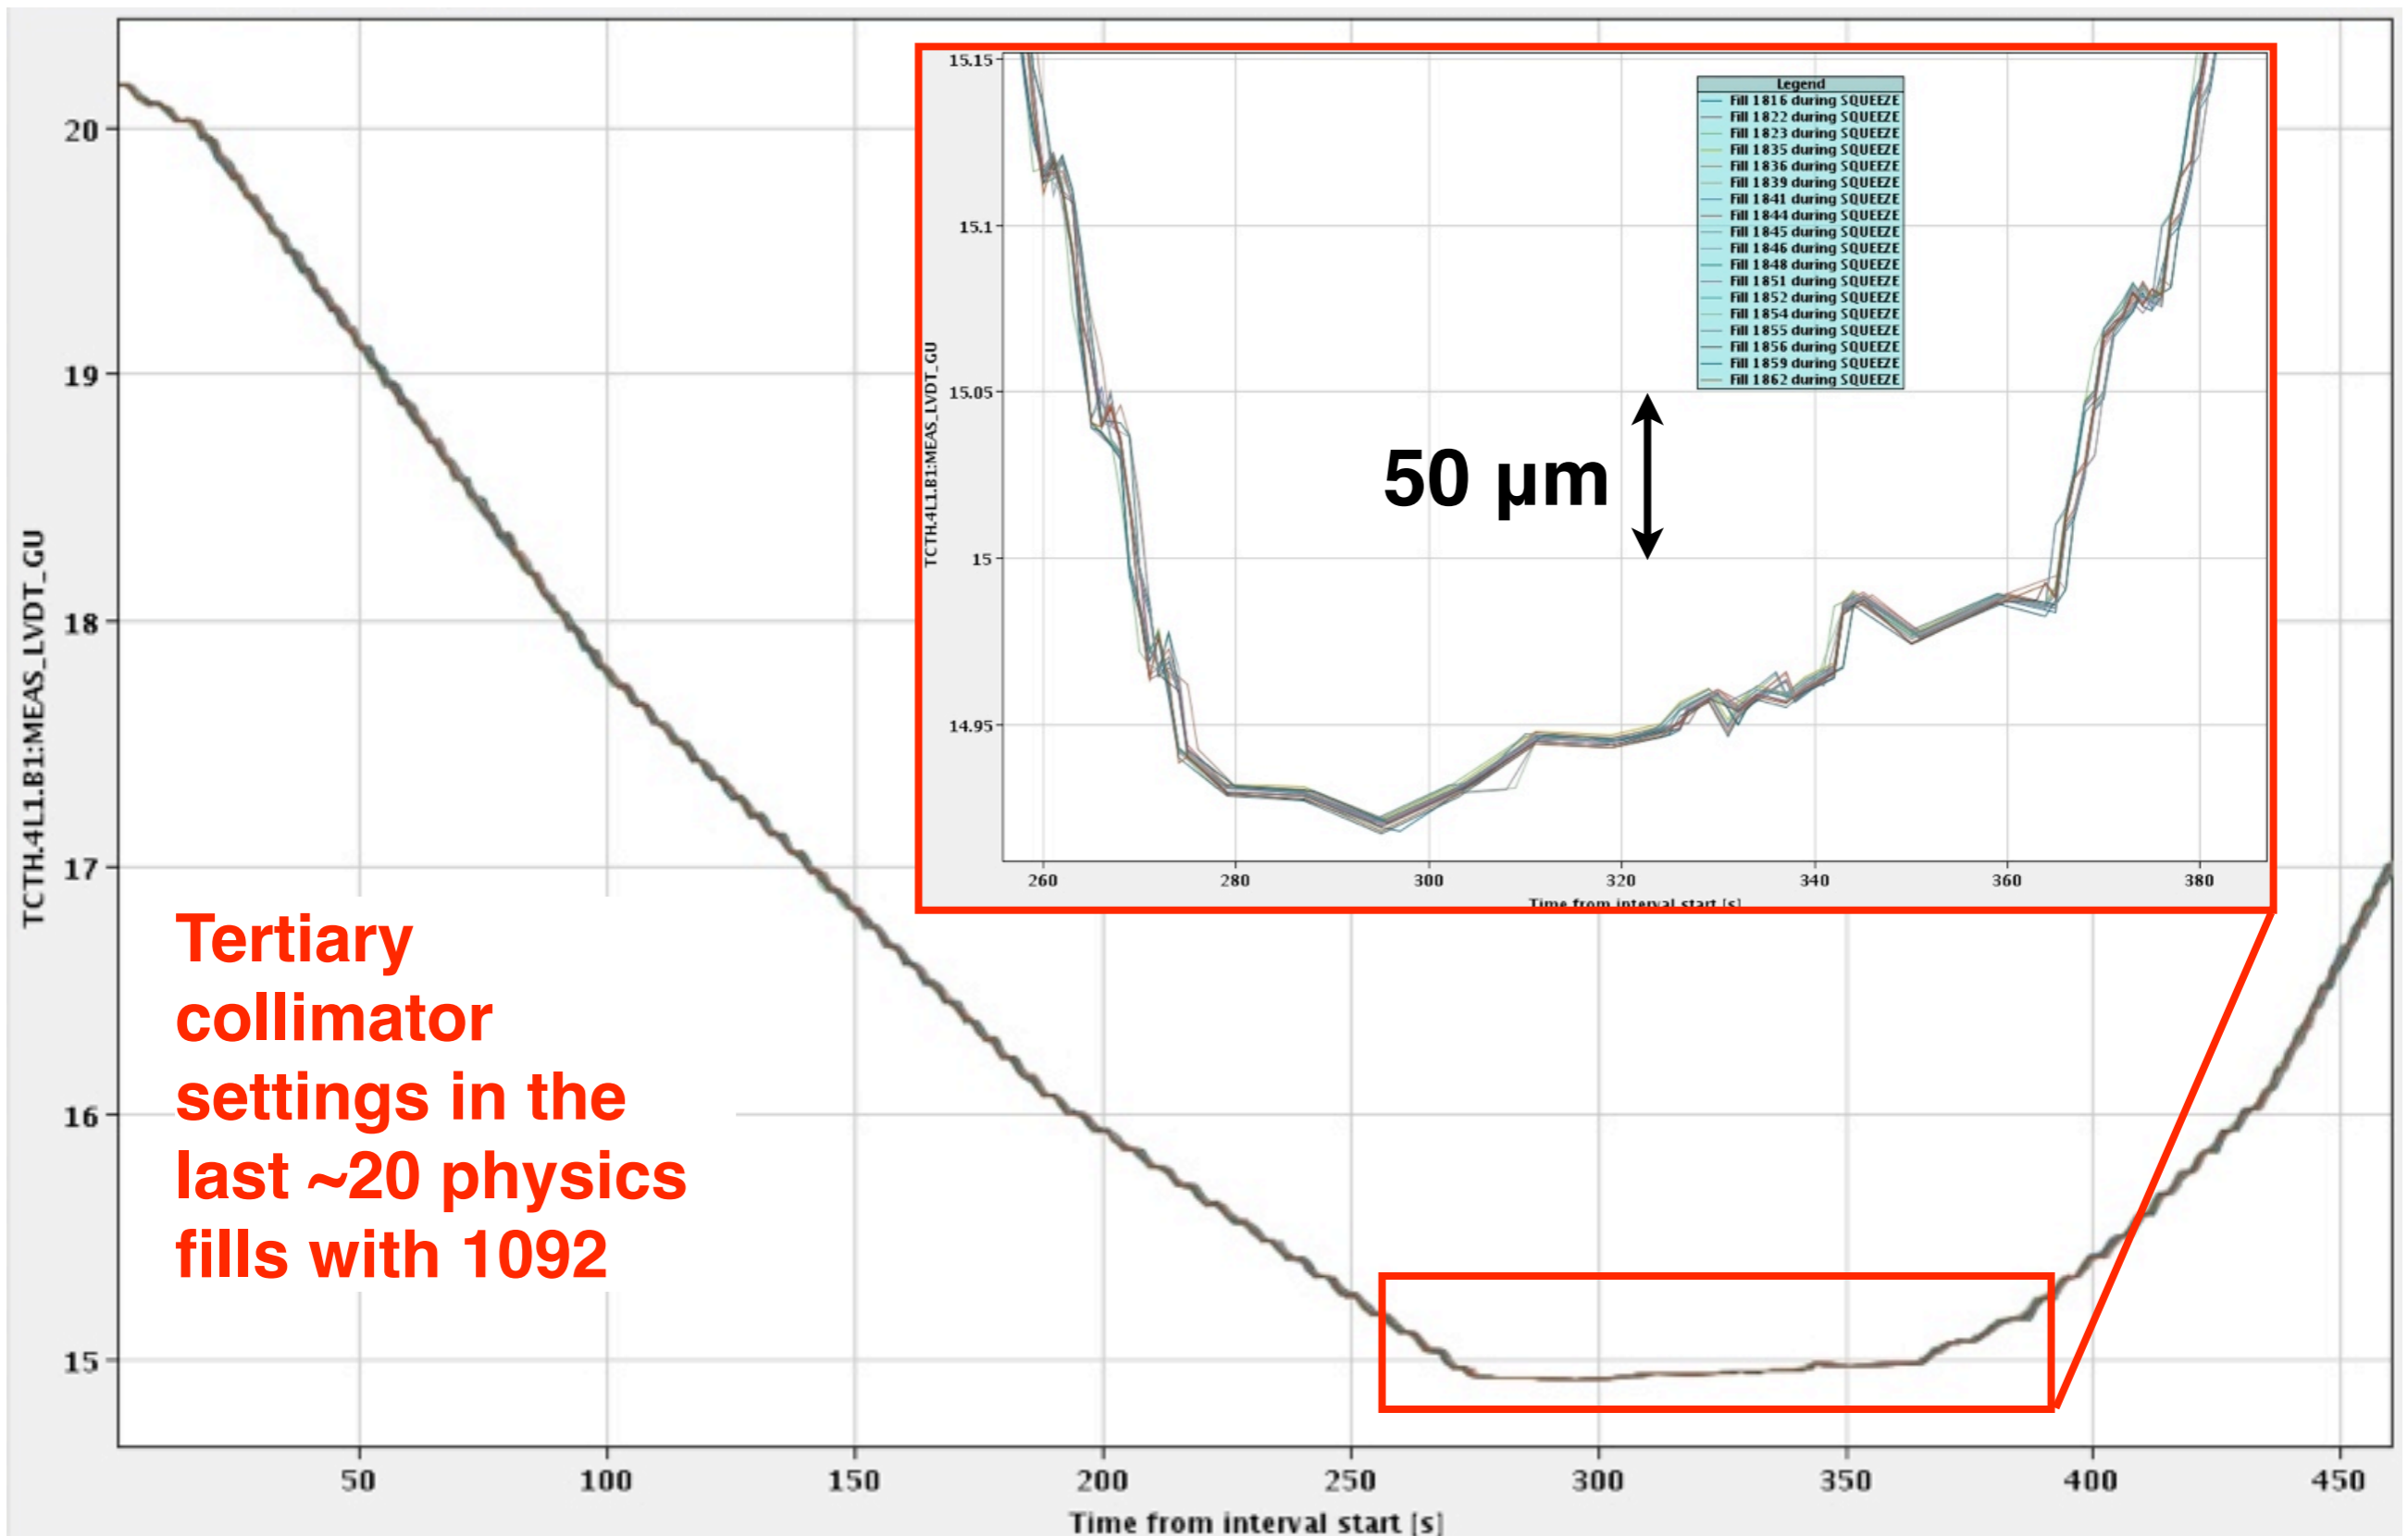 TCTH.4L1.B1:MEAS_LVDT_GU
20
19
18
17
16
15
50
100
150
200
250
300
350
400
450
Time from interval start [s]
Tertiary
collimator
settings in the
last ~20 physics
fills with 1092
TCTH.4L1.B1:MEAS_LVDT_GU
15.15
15.1
15.05
15
14.95
260
280
300
320
340
360
380
Time from interval start [s]
Legend
Fill 1816 during SQUEEZE
Fill 1822 during SQUEEZE
Fill 1823 during SQUEEZE
Fill 1835 during SQUEEZE
Fill 1836 during SQUEEZE
Fill 1839 during SQUEEZE
Fill 1841 during SQUEEZE
Fill 1844 during SQUEEZE
Fill 1845 during SQUEEZE
Fill 1846 during SQUEEZE
Fill 1848 during SQUEEZE
Fill 1851 during SQUEEZE
Fill 1852 during SQUEEZE
Fill 1854 during SQUEEZE
Fill 1855 during SQUEEZE
Fill 1856 during SQUEEZE
Fill 1859 during SQUEEZE
Fill 1862 during SQUEEZE
50 µm